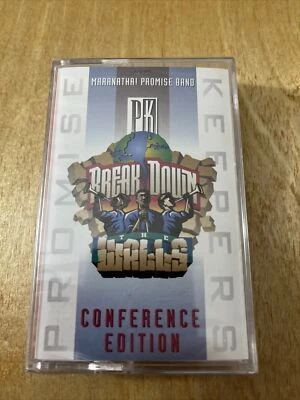 MARANATHA! PROMISE BAND
PK
PROMISE
KEEPERS
BREAK DOWN
THE
WALLS
CONFERENCE
EDITION